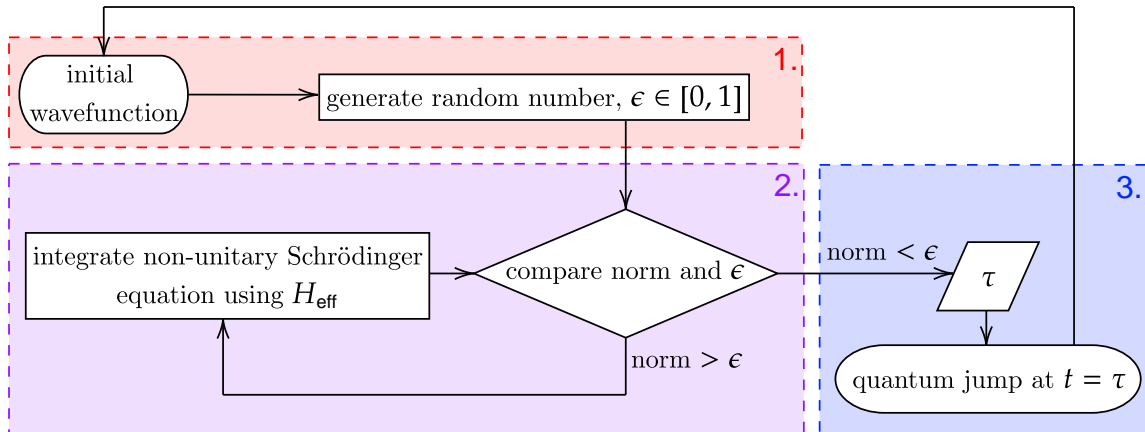 1.
initial
wavefunction
generate random number, ϵ ∈ [0, 1]
2.
3.
integrate non-unitary Schrödinger
equation using H_eff
compare norm and ϵ
norm < ϵ
τ
norm > ϵ
quantum jump at t = τ